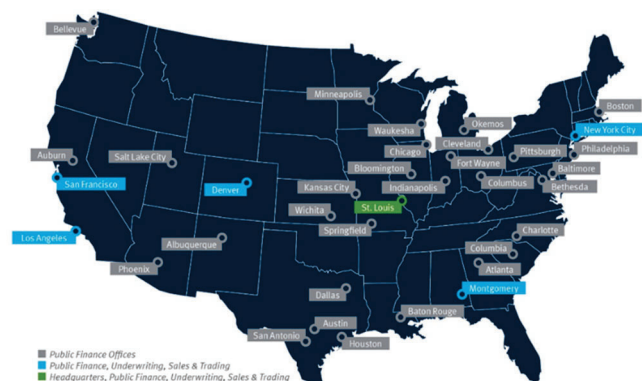 Bellevue
Minneapolis
Boston
Waukesha
Okemos
New York City
Chicago
Cleveland
Philadelphia
Auburn
Salt Lake City
Bloomington
Fort Wayne
Pittsburgh
Baltimore
San Francisco
Denver
Kansas City
Indianapolis
Columbus
Bethesda
St. Louis
Wichita
Springfield
Los Angeles
Albuquerque
Charlotte
Columbia
Phoenix
Atlanta
Dallas
Montgomery
Baton Rouge
Austin
San Antonio
Houston
Public Finance Offices
Public Finance, Underwriting, Sales & Trading
Headquarters, Public Finance, Underwriting, Sales & Trading